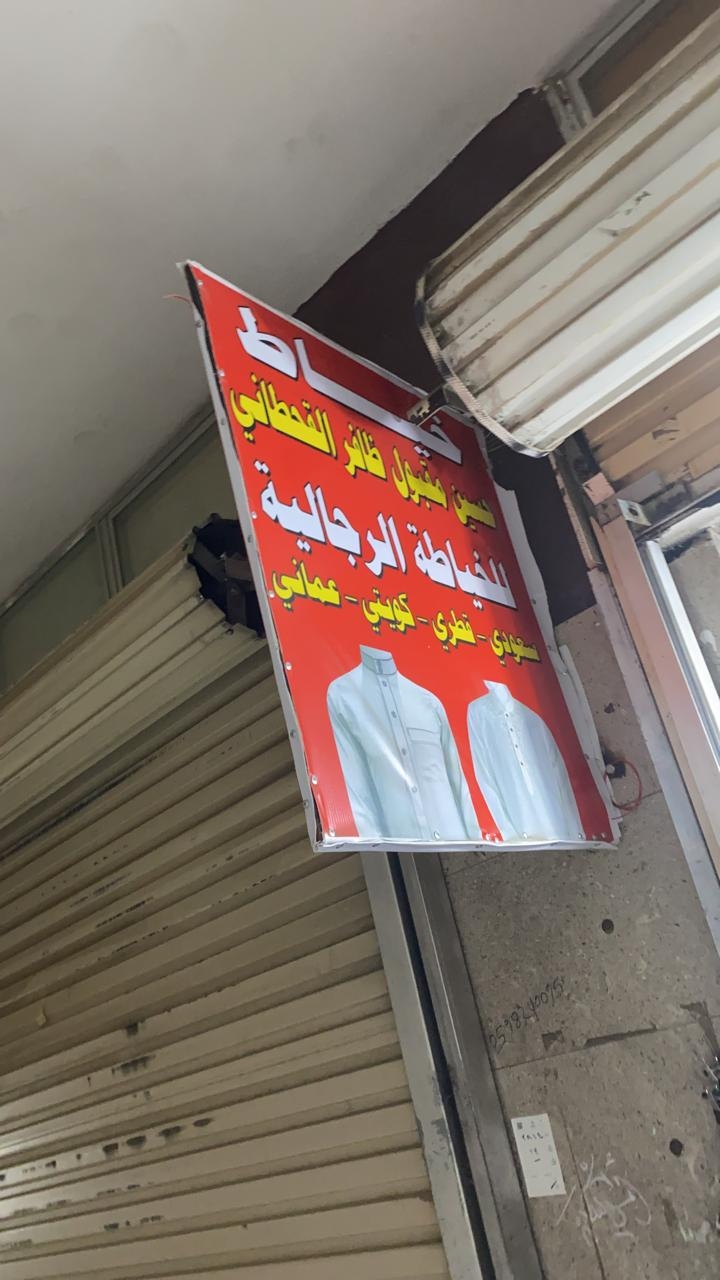 خياط
حسين مقبول ظافر القحطاني
للخياطة الرجالية
سعودي - قطري - كويتي - عماني